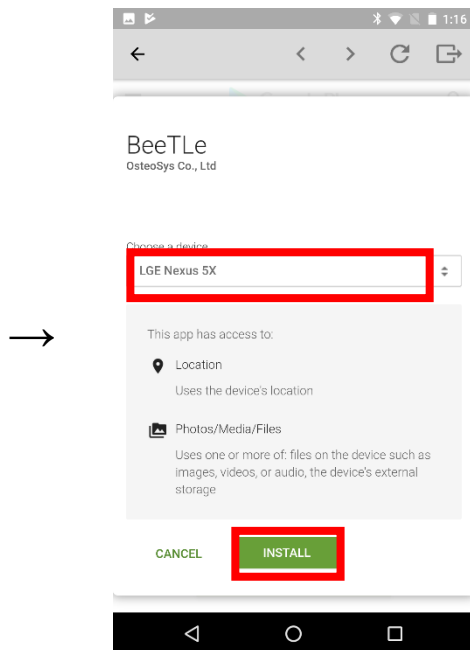 1:16
BeeTLe
OsteoSys Co., Ltd
Choose a device
LGE Nexus 5X
This app has access to:
Location
Uses the device's location
Photos/Media/Files
Uses one or more of: files on the device such as
images, videos, or audio, the device's external
storage
CANCEL
INSTALL